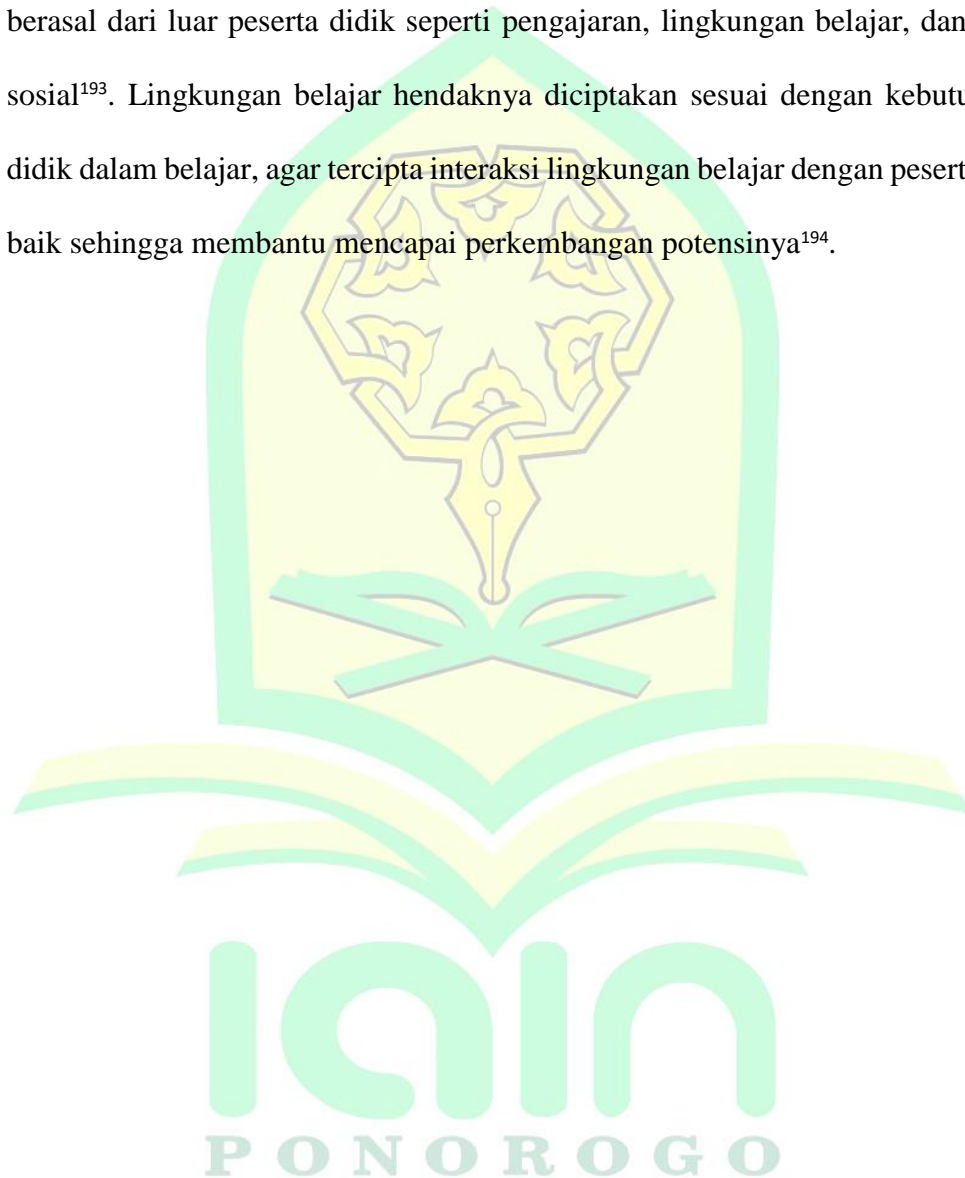 berasal dari luar peserta didik seperti pengajaran, lingkungan belajar, dan
sosial¹⁹³. Lingkungan belajar hendaknya diciptakan sesuai dengan kebutu
didik dalam belajar, agar tercipta interaksi lingkungan belajar dengan pesert
baik sehingga membantu mencapai perkembangan potensinya¹⁹⁴.
iain
PONOROGO